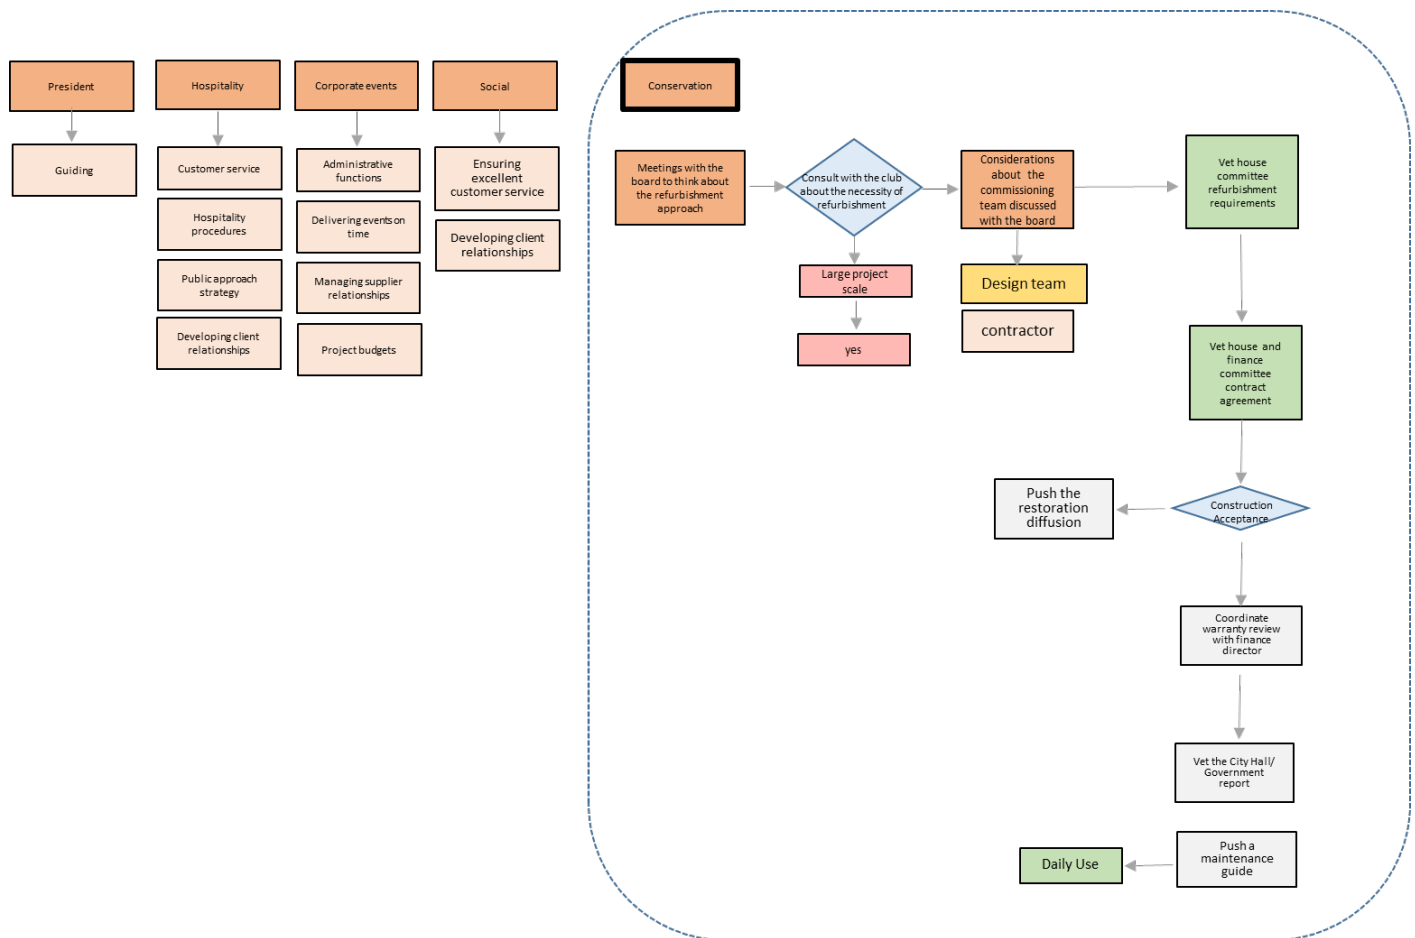 President
Guiding
Hospitality
Customer service
Hospitality
procedures
Public approach
strategy
Developing client
relationships
Corporate events
Administrative
functions
Delivering events on
time
Managing supplier
relationships
Project budgets
Social
Ensuring
excellent
customer service
Developing client
relationships
Conservation
Meetings with the
board to think about
the refurbishment
approach
Consult with the club
about the necessity of
refurbishment
Large project
scale
yes
Considerations
about the
commissioning
team discussed
with the board
Design team
contractor
Vet house
committee
refurbishment
requirements
Vet house and
finance
committee
contract
agreement
Construction
Acceptance
Push the
restoration
diffusion
Coordinate
warranty review
with finance
director
Vet the City Hall/
Government
report
Push a
maintenance
guide
Daily Use